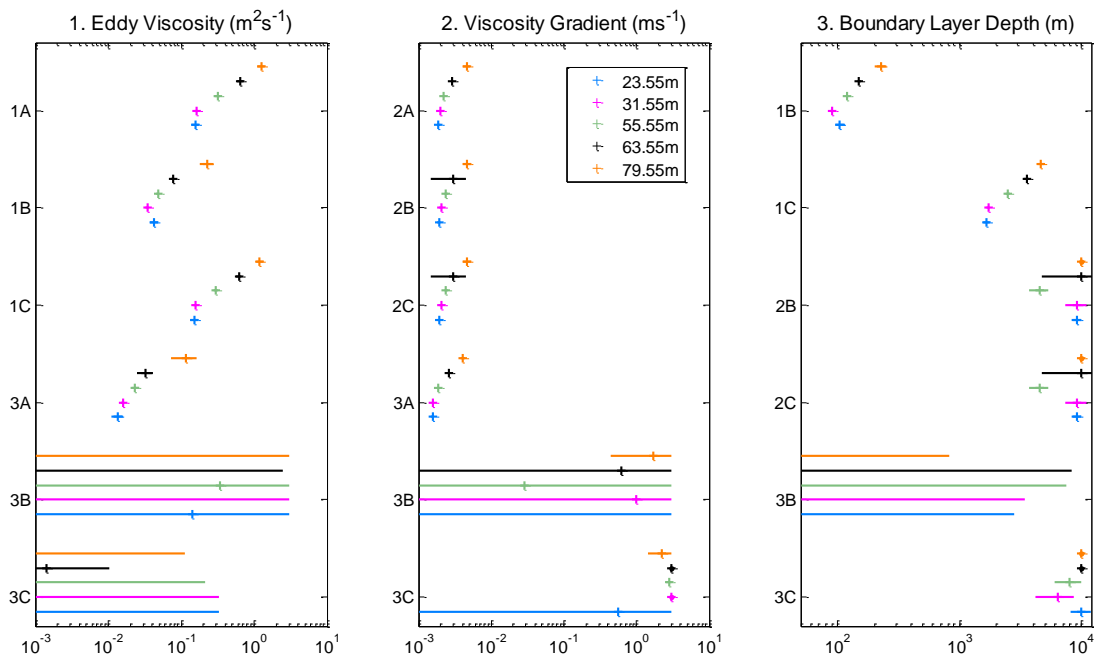 1. Eddy Viscosity (m²s⁻¹)
2. Viscosity Gradient (ms⁻¹)
3. Boundary Layer Depth (m)
1A
1B
1C
3A
3B
3C
10⁻³ 10⁻² 10⁻¹ 10⁰ 10¹
2A
2B
2C
3A
3B
3C
23.55m
31.55m
55.55m
63.55m
79.55m
10⁻³ 10⁻² 10⁻¹ 10⁰ 10¹
1B
1C
2B
2C
3B
3C
10² 10³ 10⁴